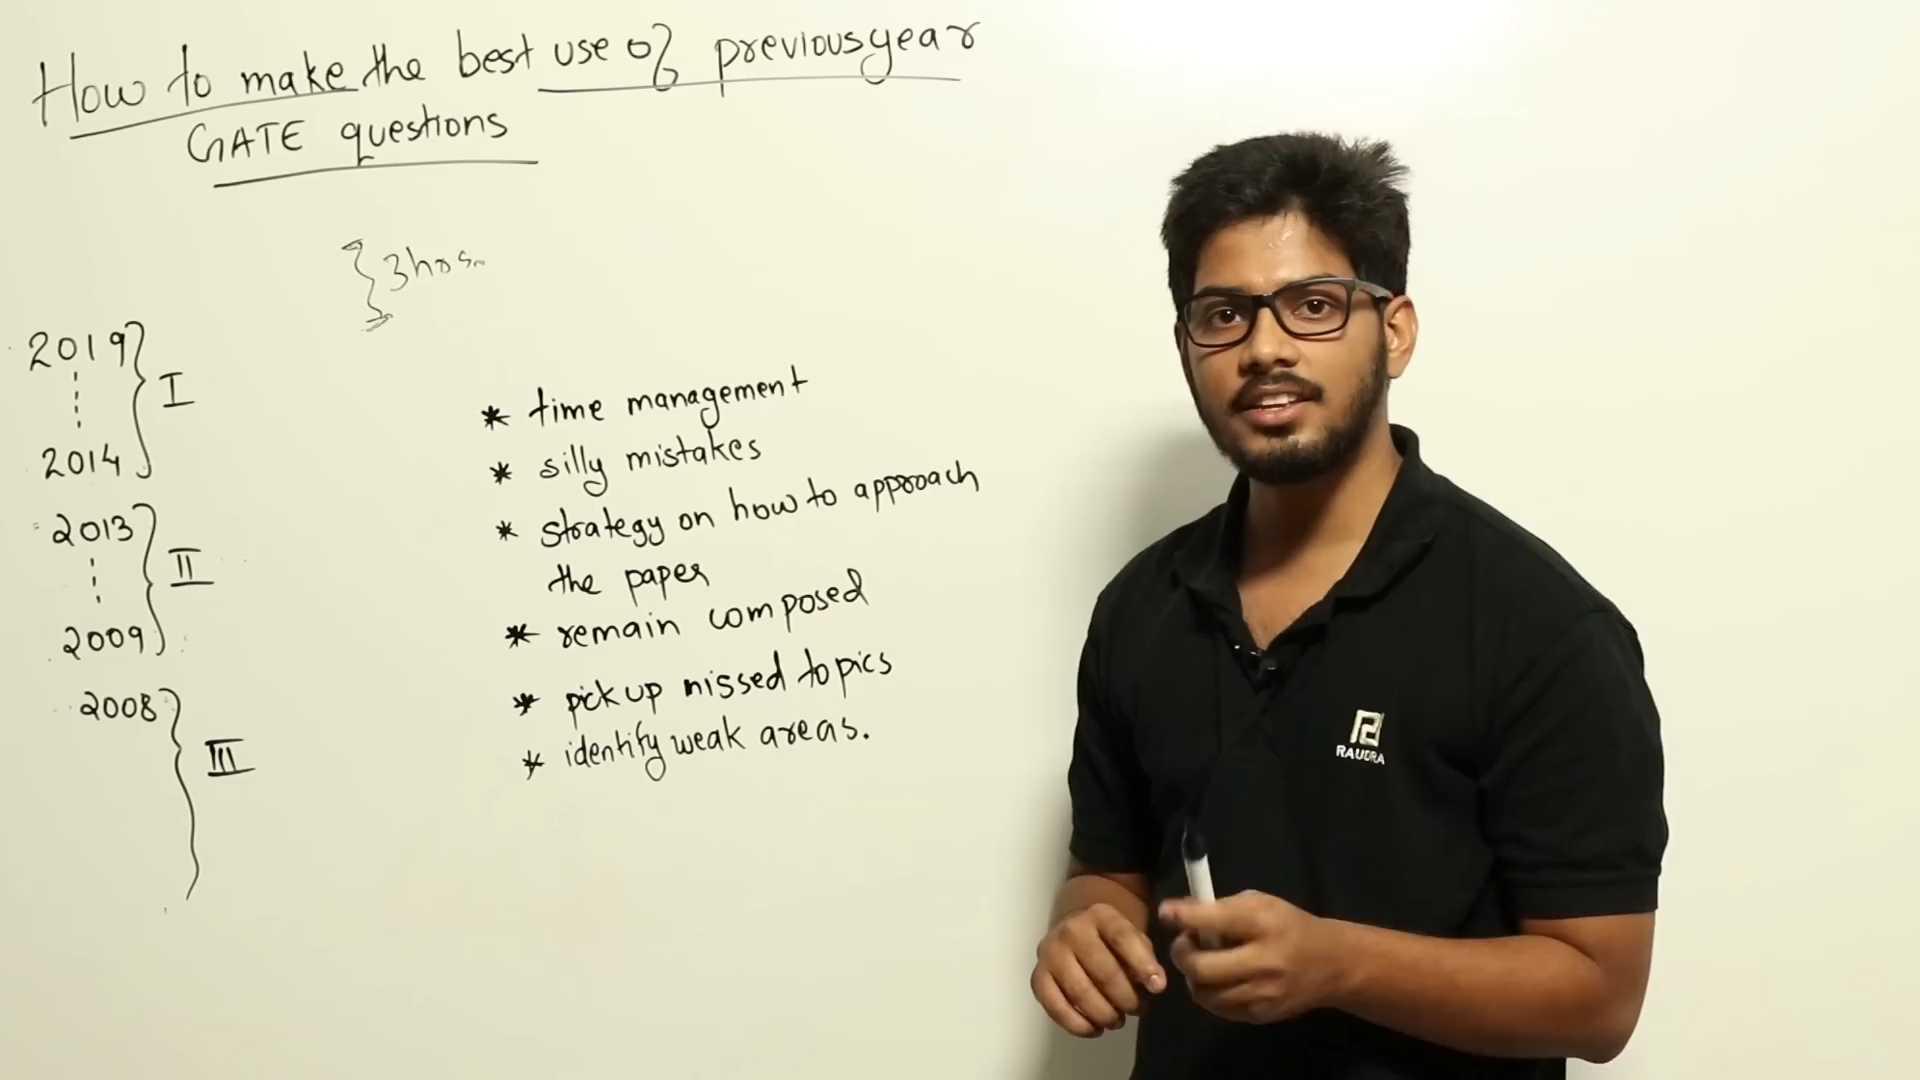 How to make the best use of previous year
GATE questions
3hrs.
2019
I
2014
2013
II
2009
2008
III
* time management
* silly mistakes
* strategy on how to approach
the paper
* remain composed
* pick up missed topics
* identify weak areas.
RAUDRA